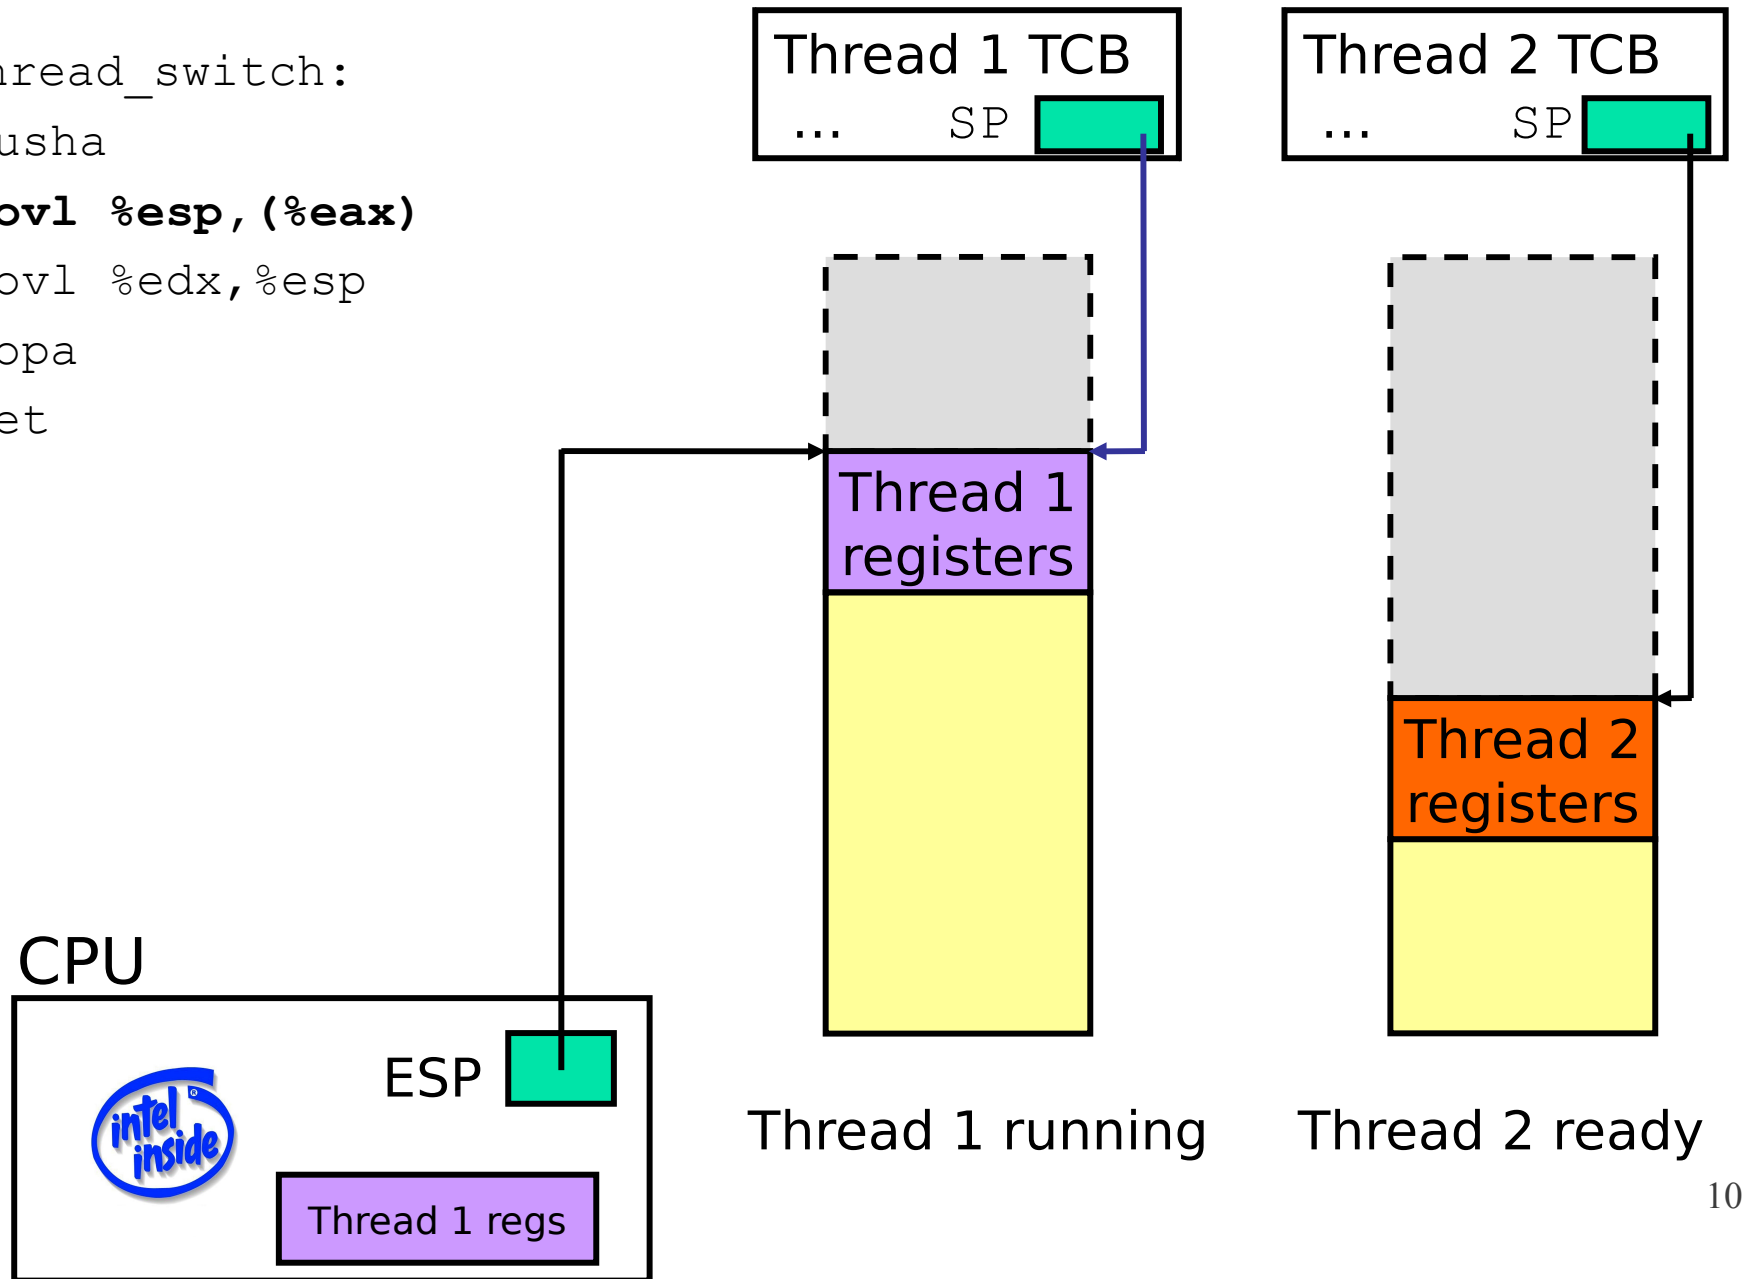 hread_switch:
usha
ovl %esp,(%eax)
ovl %edx,%esp
opa
et
Thread 1 TCB
... SP
Thread 2 TCB
... SP
Thread 1
registers
Thread 2
registers
CPU
ESP
intel
inside
®
Thread 1 regs
Thread 1 running
Thread 2 ready
10